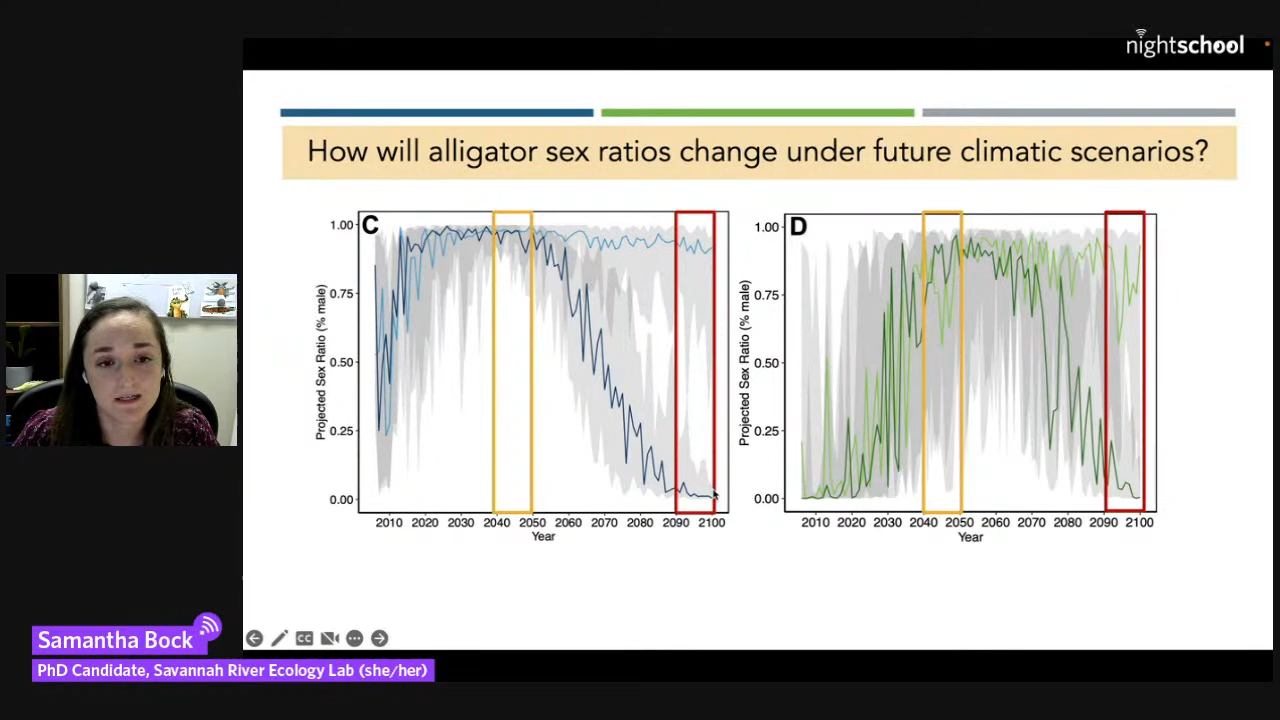 nightschool
How will alligator sex ratios change under future climatic scenarios?
C
1.00
0.75
0.50
0.25
0.00
Projected Sex Ratio (% male)
2010 2020 2030 2040 2050 2060 2070 2080 2090 2100
Year
D
1.00
0.75
0.50
0.25
0.00
Projected Sex Ratio (% male)
2010 2020 2030 2040 2050 2060 2070 2080 2090 2100
Year
CC
Samantha Bock
PhD Candidate, Savannah River Ecology Lab (she/her)